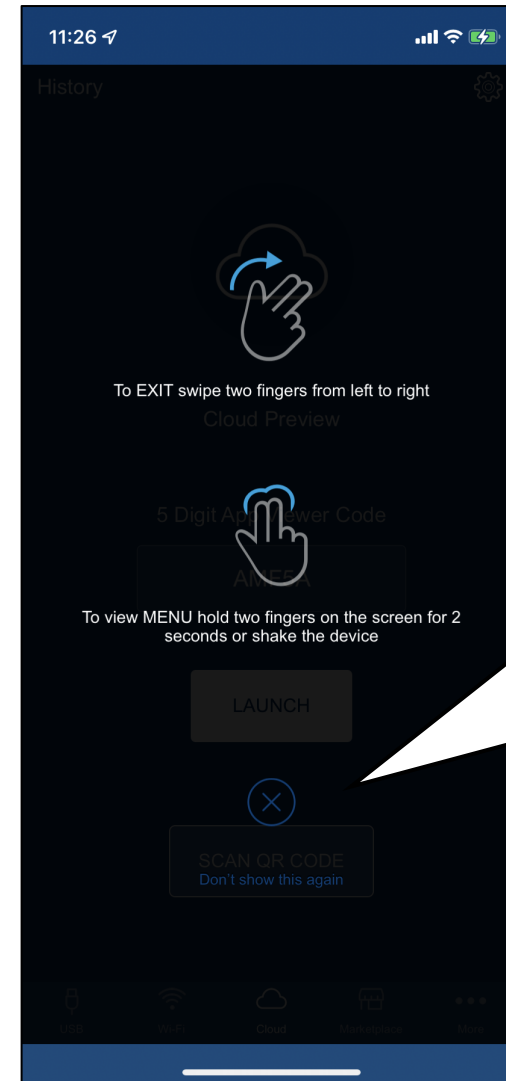 11:26
History
To EXIT swipe two fingers from left to right
Cloud Preview
5 Digit App Viewer Code
AME5A
To view MENU hold two fingers on the screen for 2
seconds or shake the device
LAUNCH
SCAN QR CODE
Don't show this again
USB Wi-Fi Cloud Marketplace More